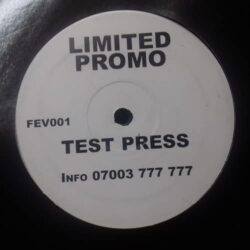 LIMITED
PROMO
FEV001
TEST PRESS
INFO 07003 777 777